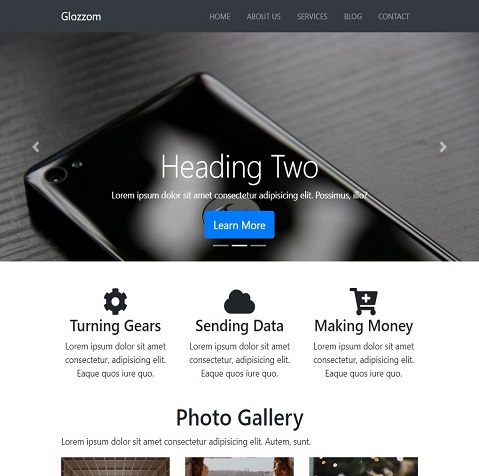 Glozzom HOME ABOUT US SERVICES BLOG CONTACT
Heading Two
Lorem ipsum dolor sit amet consectetur adipisicing elit. Possimus, illo?
Learn More
Turning Gears
Lorem ipsum dolor sit amet
consectetur, adipisicing elit.
Eaque quos iure quo.
Sending Data
Lorem ipsum dolor sit amet
consectetur, adipisicing elit.
Eaque quos iure quo.
Making Money
Lorem ipsum dolor sit amet
consectetur, adipisicing elit.
Eaque quos iure quo.
Photo Gallery
Lorem ipsum dolor sit amet consectetur adipisicing elit. Autem, sunt.